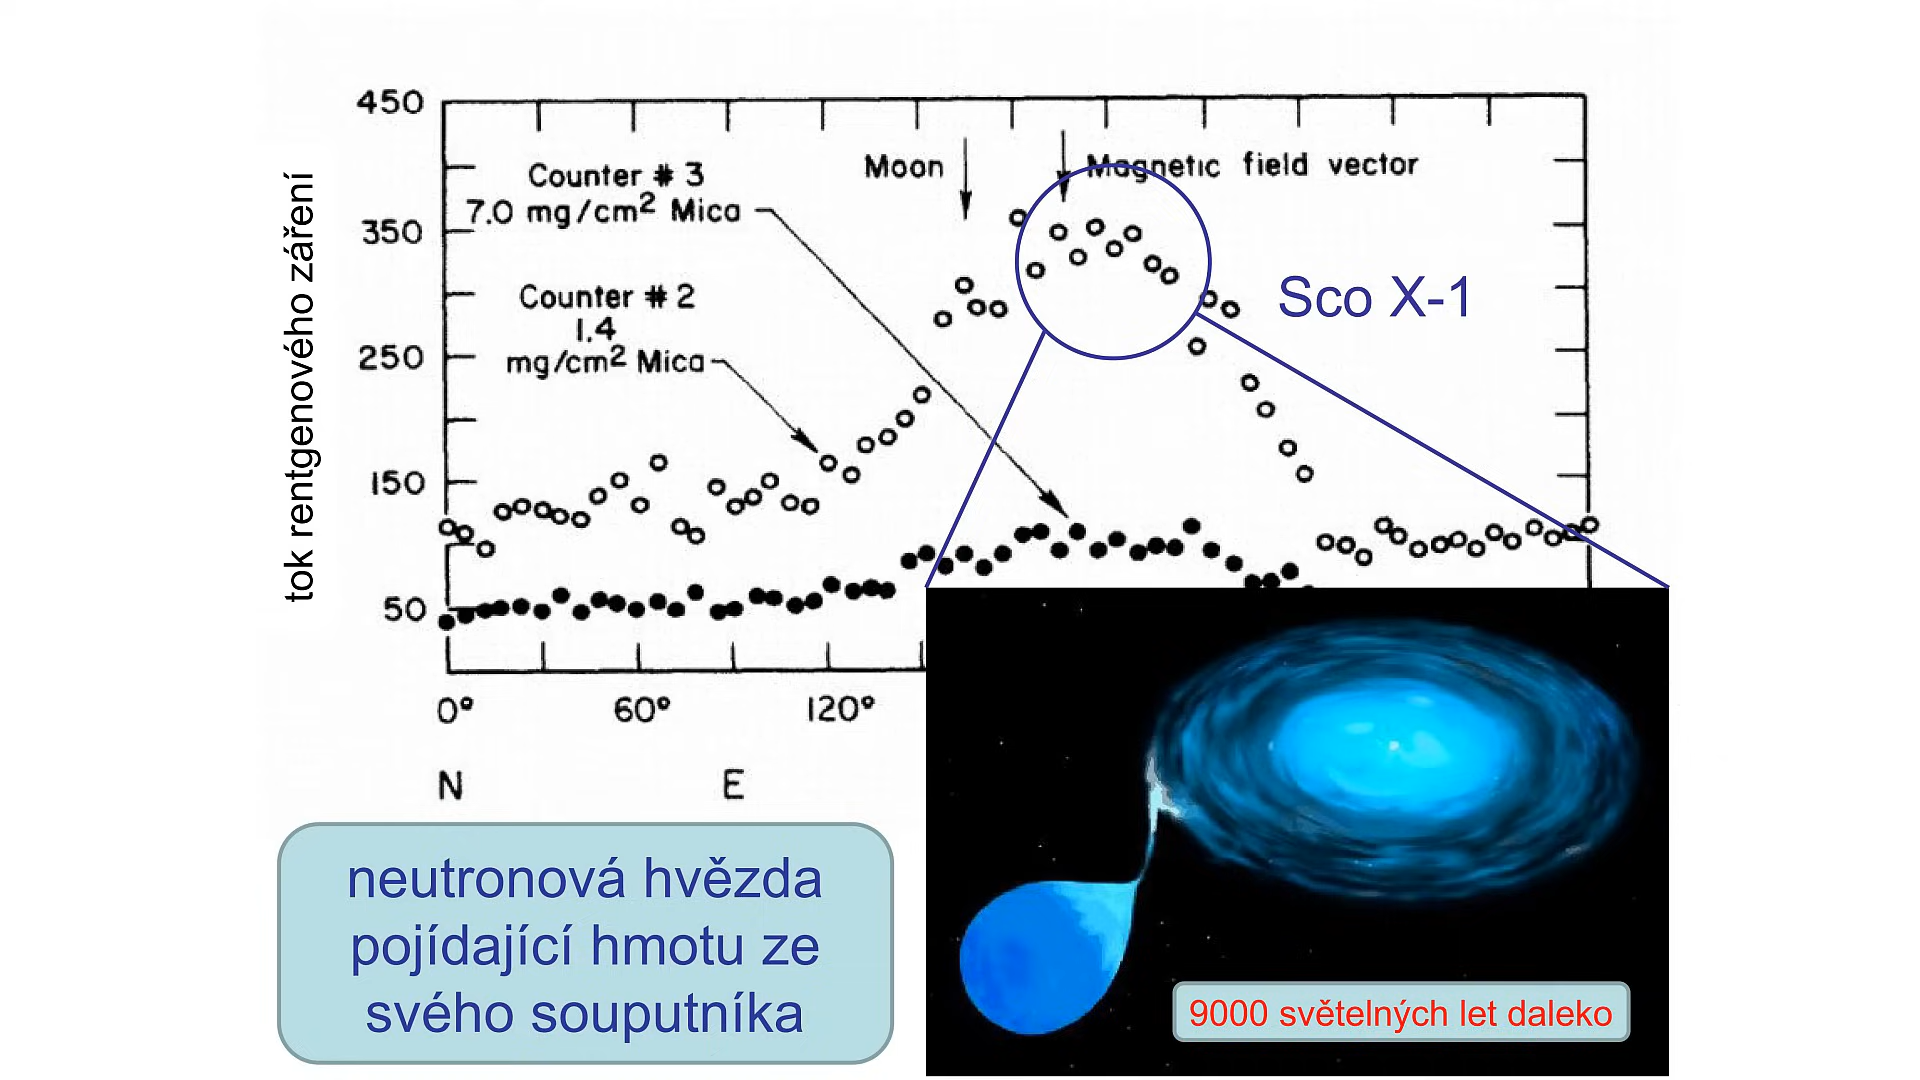 450
350
250
150
50
tok rentgenového záření
Counter # 3
7.0 mg/cm2 Mica
Counter # 2
1.4
mg/cm2 Mica
Moon
Magnetic field vector
Sco X-1
0° 60° 120°
N E
neutronová hvězda
pojídající hmotu ze
svého souputníka
9000 světelných let daleko